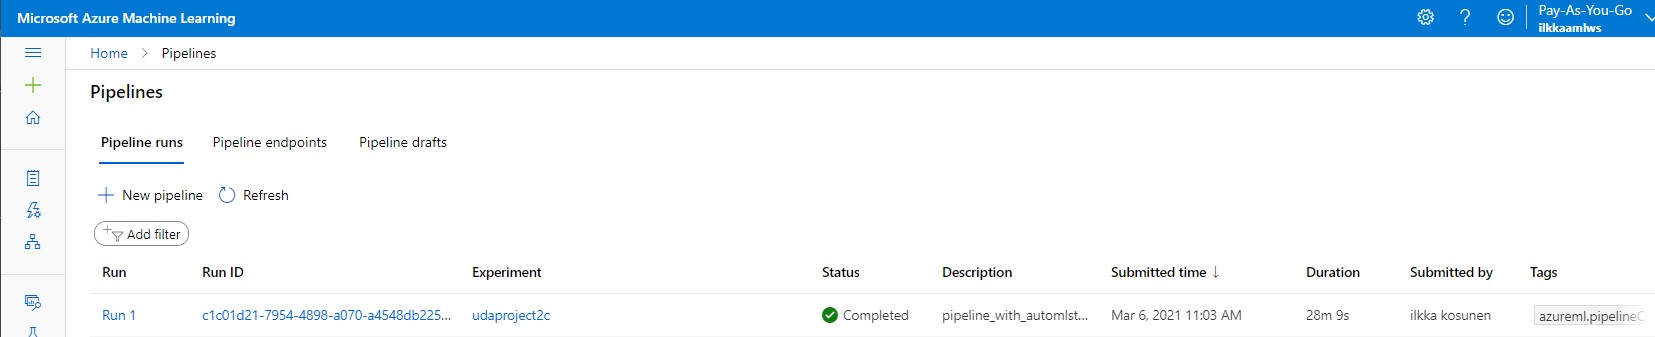 Microsoft Azure Machine Learning
Pay-As-You-Go
ilkkaamlws
Home > Pipelines
Pipelines
Pipeline runs Pipeline endpoints Pipeline drafts
+ New pipeline Refresh
Add filter
Run Run ID Experiment Status Description Submitted time ↓ Duration Submitted by Tags
Run 1 c1c01d21-7954-4898-a070-a4548db225... udaproject2c Completed pipeline_with_automlst... Mar 6, 2021 11:03 AM 28m 9s ilkka kosunen azureml.pipelineC